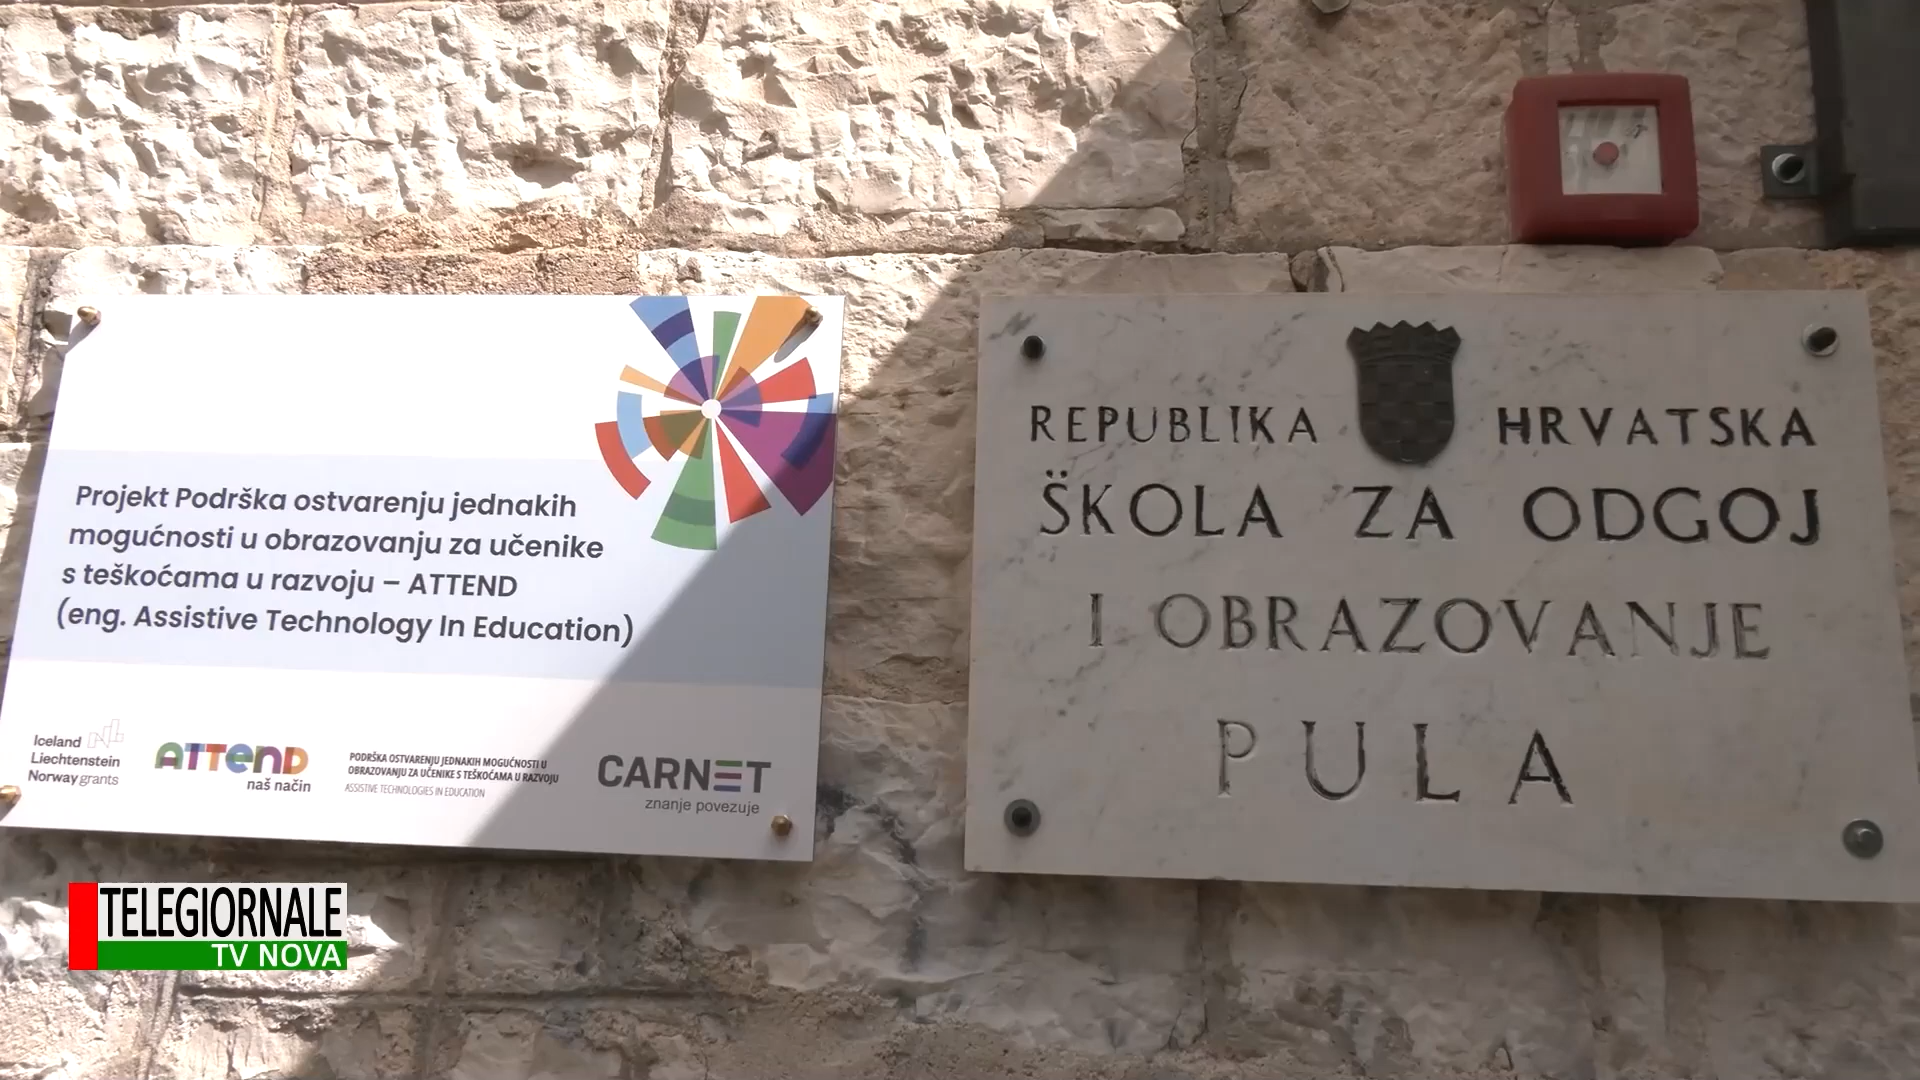 Projekt Podrška ostvarenju jednakih
mogućnosti u obrazovanju za učenike
s teškoćama u razvoju – ATTEND
(eng. Assistive Technology In Education)
Iceland
Liechtenstein
Norway grants
ATTEND
naš način
PODRŠKA OSTVARENJU JEDNAKIH MOGUĆNOSTI U
OBRAZOVANJU ZA UČENIKE S TEŠKOĆAMA U RAZVOJU
ASSISTIVE TECHNOLOGIES IN EDUCATION
CARNET
znanje povezuje
REPUBLIKA HRVATSKA
ŠKOLA ZA ODGOJ
I OBRAZOVANJE
PULA
TELEGIORNALE
TV NOVA